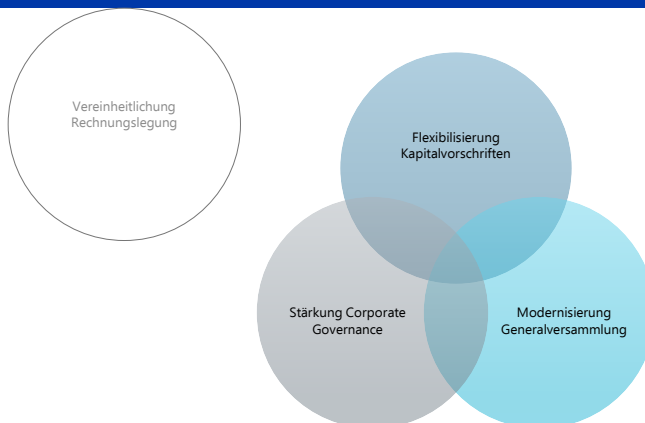 Vereinheitlichung
Rechnungslegung
Flexibilisierung
Kapitalvorschriften
Stärkung Corporate
Governance
Modernisierung
Generalversammlung